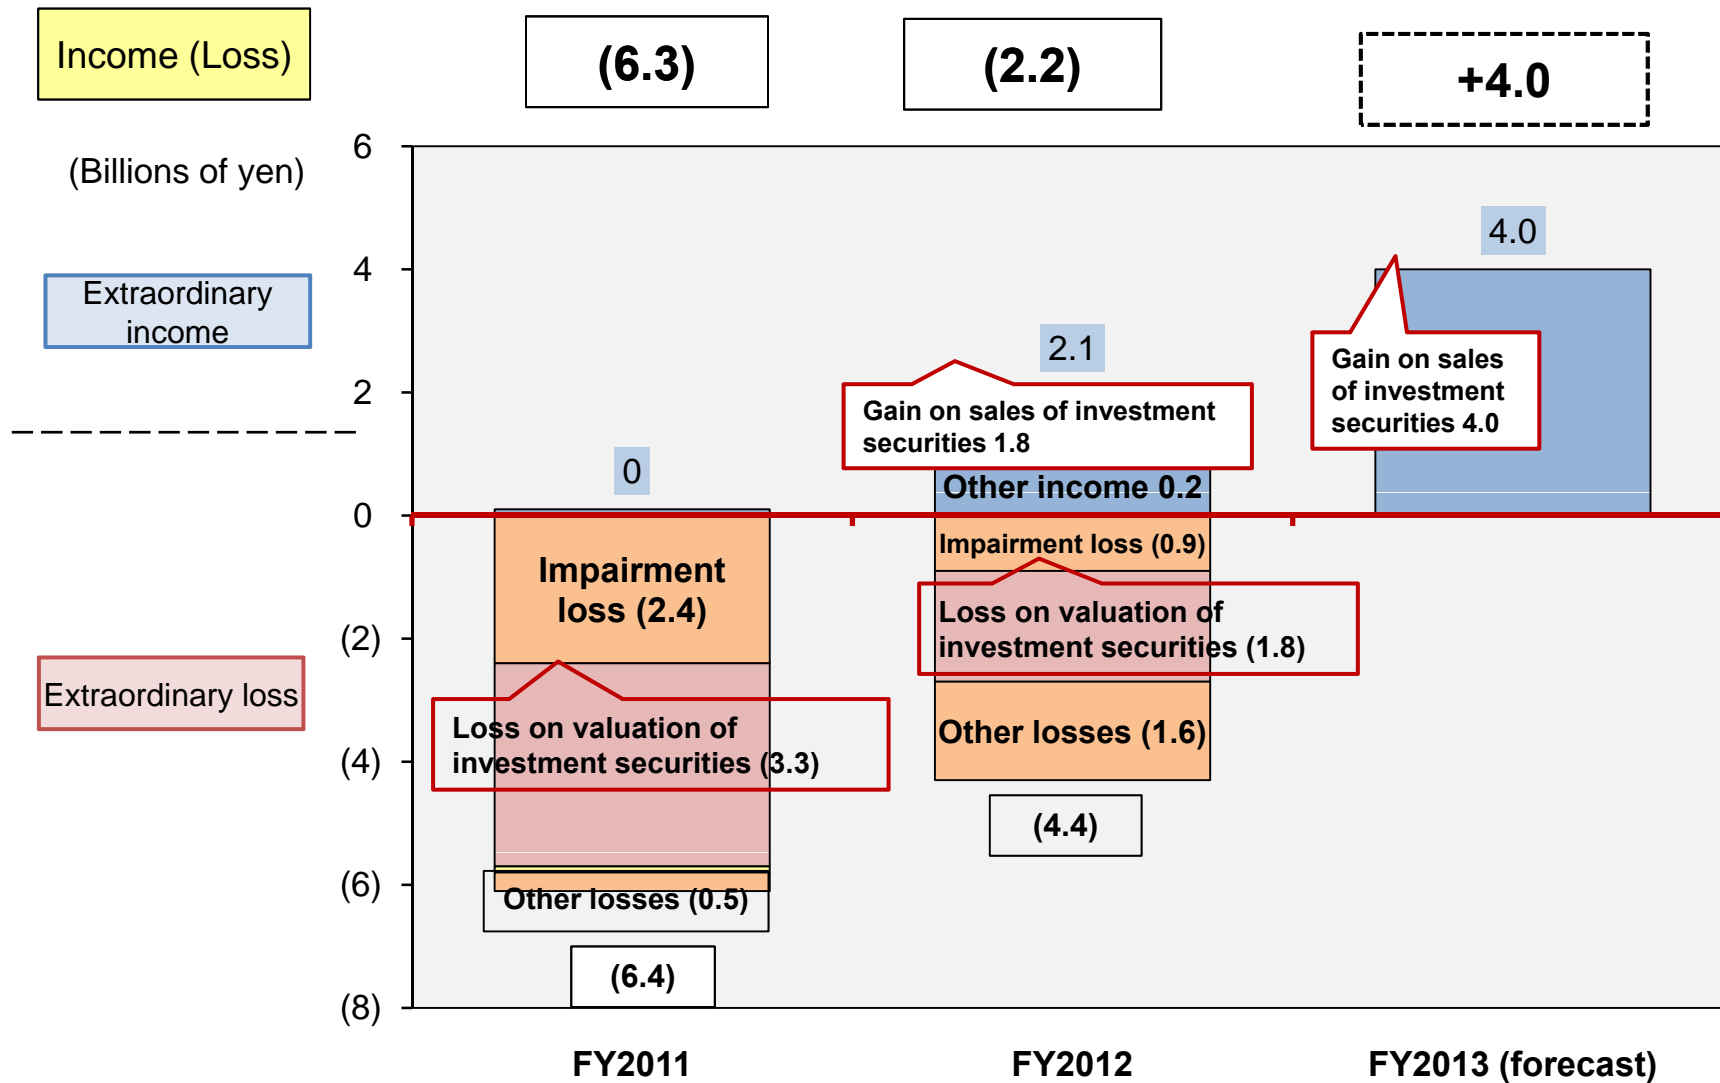 Income (Loss)
(6.3)
(2.2)
+4.0
(Billions of yen)
6
4
2
0
(2)
(4)
(6)
(8)
Extraordinary
income
Extraordinary loss
0
Impairment
loss (2.4)
Loss on valuation of
investment securities (3.3)
Other losses (0.5)
(6.4)
2.1
Gain on sales of investment
securities 1.8
Other income 0.2
Impairment loss (0.9)
Loss on valuation of
investment securities (1.8)
Other losses (1.6)
(4.4)
4.0
Gain on sales
of investment
securities 4.0
FY2011
FY2012
FY2013 (forecast)